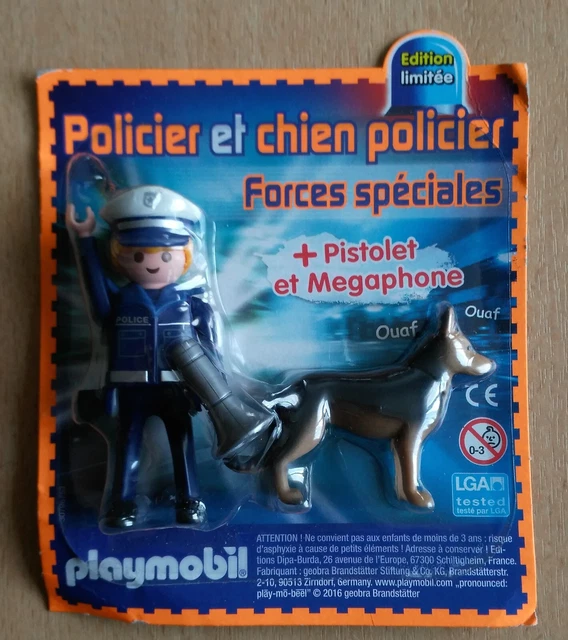 Edition
limitée
Policier et chien policier
Forces spéciales
+ Pistolet
et Megaphone
Ouaf
Ouaf
POLICE
CE
0-3
LGA
tested
testé par LGA
playmobil®
ATTENTION ! Ne convient pas aux enfants de moins de 3 ans : risque
d'asphyxie à cause de petits éléments ! Adresse à conserver ! Edi-
tions Dipa-Burda, 26 avenue de l'Europe, 67300 Schiltigheim, France.
Fabriquant : geobra Brandstätter Stiftung & Co. KG, Brandstätterstr.
2-10, 90513 Zirndorf, Germany. www.playmobil.com „pronounced:
plāy-mō-bēēl" © 2016 geobra Brandstätter